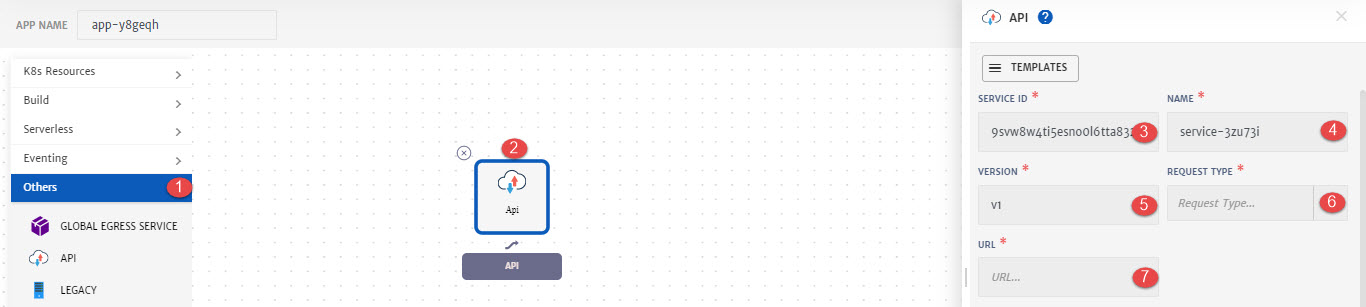 APP NAME
app-y8geqh
K8s Resources
Build
Serverless
Eventing
Others 1
GLOBAL EGRESS SERVICE
API
LEGACY
2
Api
API
API ?
TEMPLATES
SERVICE ID * NAME *
3 service-3zu73i 4
VERSION * REQUEST TYPE *
v1 5 Request Type... 6
URL *
URL... 7